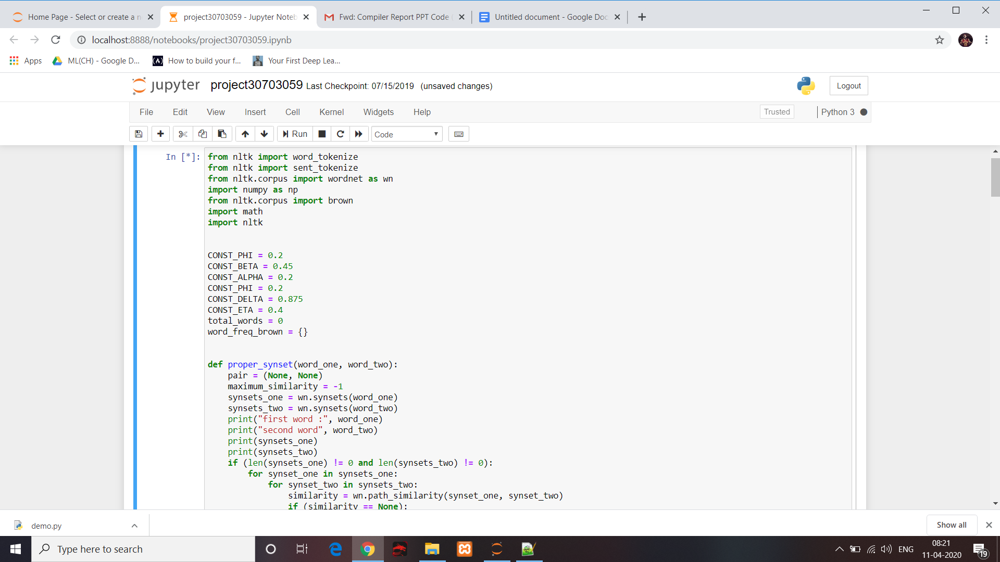 Home Page - Select or create a n
project30703059 - Jupyter Noteb
Fwd: Compiler Report PPT Code (
Untitled document - Google Doc
localhost:8888/notebooks/project30703059.ipynb
Apps
ML(CH) - Google D...
How to build your f...
Your First Deep Lea...
jupyter project30703059 Last Checkpoint: 07/15/2019 (unsaved changes)
Logout
File Edit View Insert Cell Kernel Widgets Help
Trusted
Python 3
Run
Code
In [*]:
from nltk import word_tokenize
from nltk import sent_tokenize
from nltk.corpus import wordnet as wn
import numpy as np
from nltk.corpus import brown
import math
import nltk
CONST_PHI = 0.2
CONST_BETA = 0.45
CONST_ALPHA = 0.2
CONST_PHI = 0.2
CONST_DELTA = 0.875
CONST_ETA = 0.4
total_words = 0
word_freq_brown = {}
def proper_synset(word_one, word_two):
    pair = (None, None)
    maximum_similarity = -1
    synsets_one = wn.synsets(word_one)
    synsets_two = wn.synsets(word_two)
    print("first word :", word_one)
    print("second word", word_two)
    print(synsets_one)
    print(synsets_two)
    if (len(synsets_one) != 0 and len(synsets_two) != 0):
        for synset_one in synsets_one:
            for synset_two in synsets_two:
                similarity = wn.path_similarity(synset_one, synset_two)
                if (similarity == None):
demo.py
Show all
Type here to search
ENG
08:21
11-04-2020
19